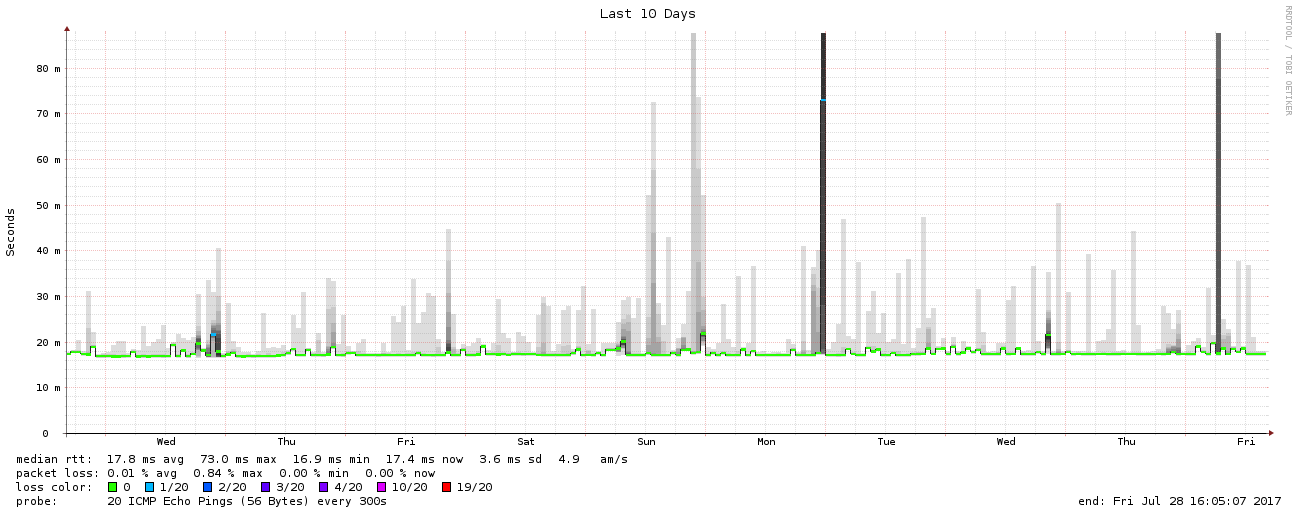 Last 10 Days
RRDTOOL / TOBI OETIKER
Seconds
80 m
70 m
60 m
50 m
40 m
30 m
20 m
10 m
0
Wed Thu Fri Sat Sun Mon Tue Wed Thu Fri
median rtt: 17.8 ms avg 73.0 ms max 16.9 ms min 17.4 ms now 3.6 ms sd 4.9 am/s
packet loss: 0.01 % avg 0.84 % max 0.00 % min 0.00 % now
loss color: 0 1/20 2/20 3/20 4/20 10/20 19/20
probe: 20 ICMP Echo Pings (56 Bytes) every 300s end: Fri Jul 28 16:05:07 2017